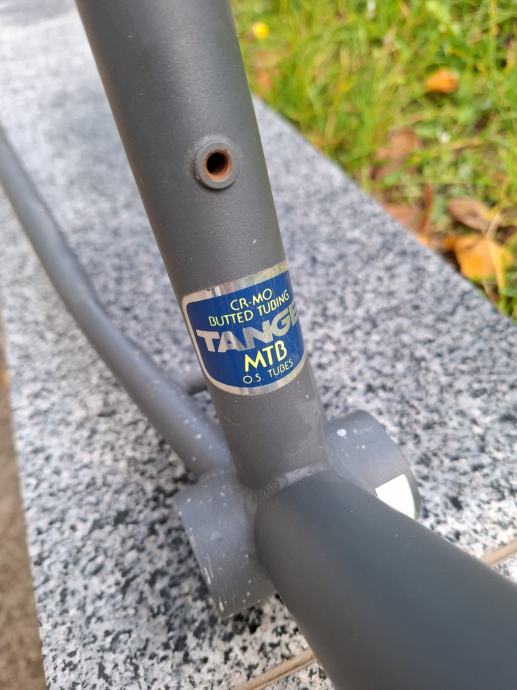 CR-MO
BUTTED TUBING
TANGE
MTB
O.S. TUBES